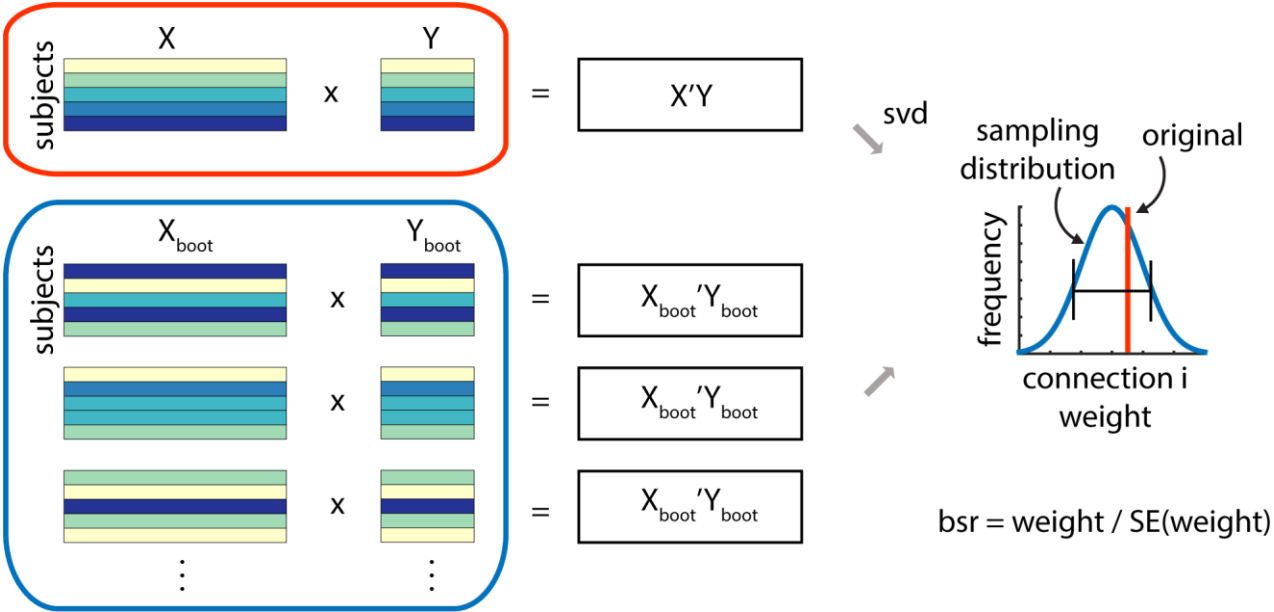 X Y
subjects
x = X'Y
svd
sampling distribution
original
X_boot Y_boot
subjects
x = X_boot'Y_boot
x = X_boot'Y_boot
x = X_boot'Y_boot
⋮ ⋮
frequency
connection i
weight
bsr = weight / SE(weight)